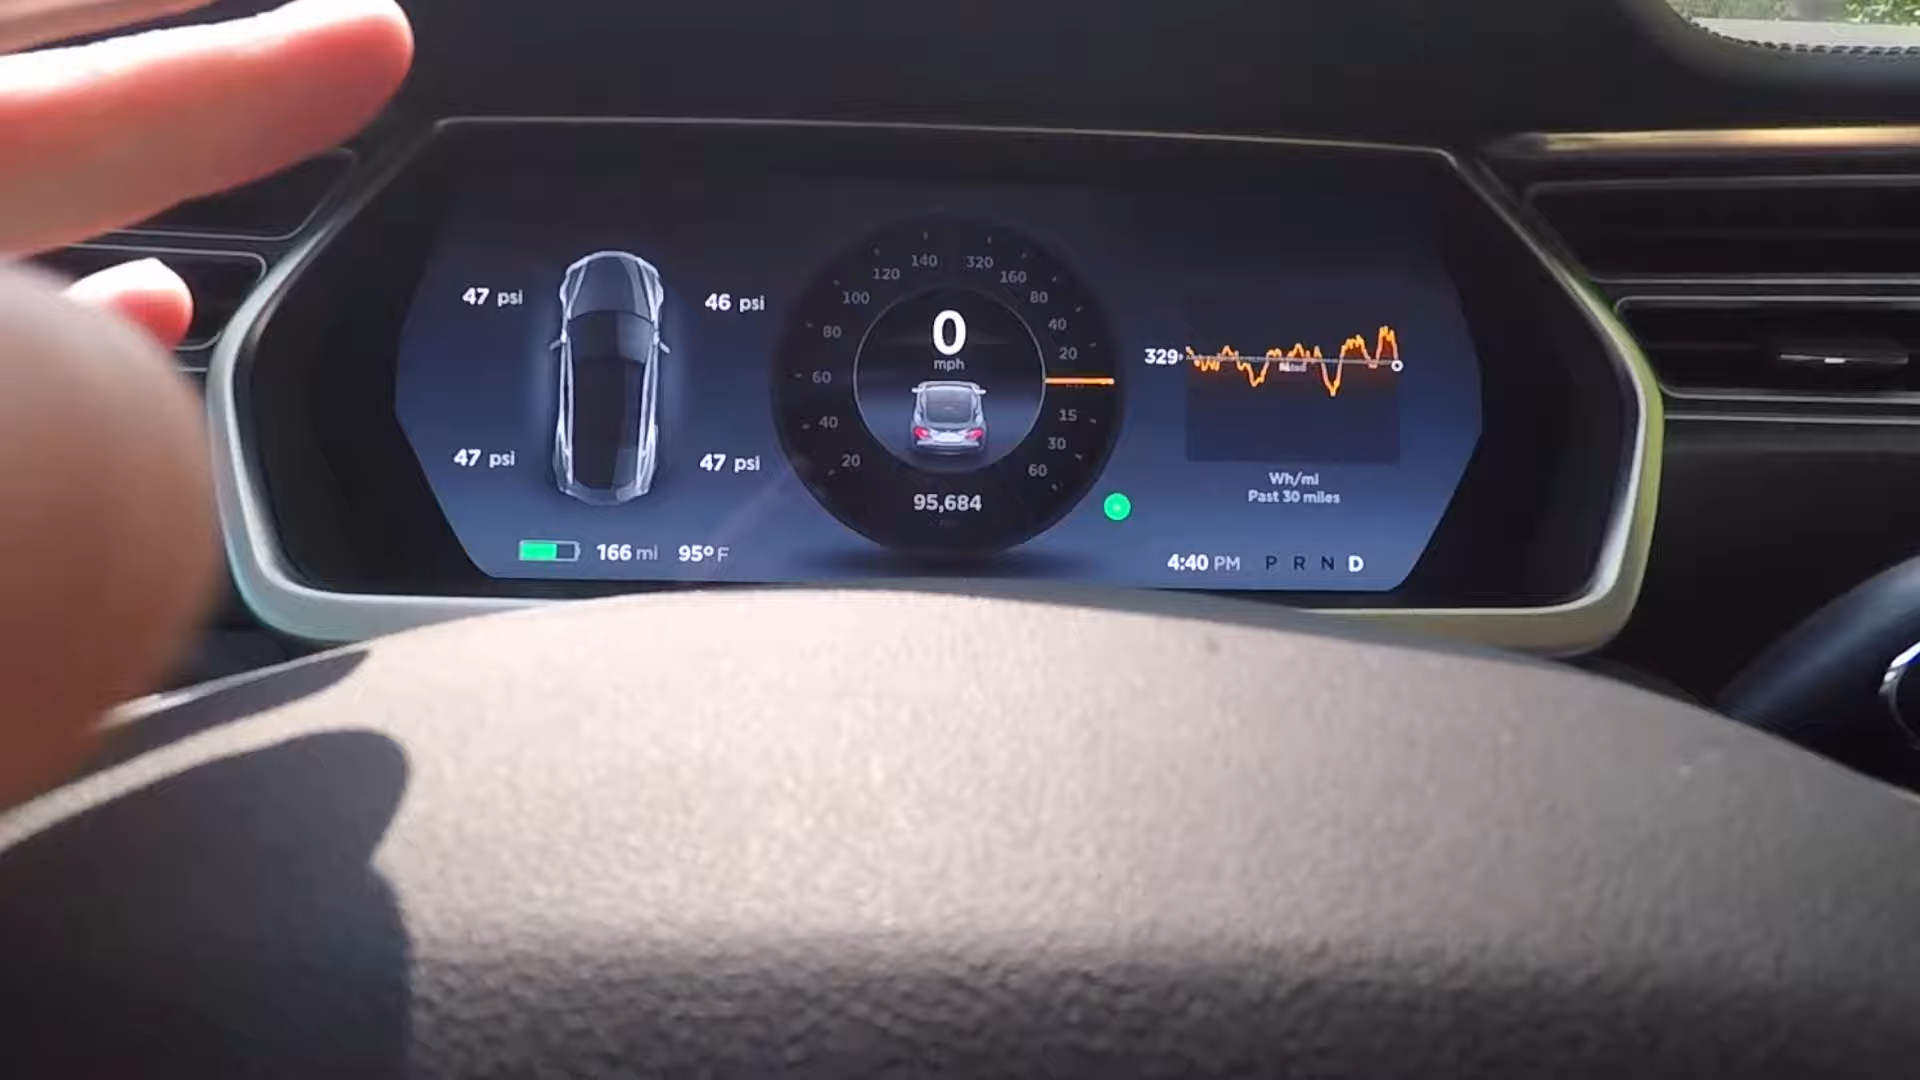 47 psi
46 psi
47 psi
47 psi
166 mi
95° F
20
40
60
80
100
120
140
320
160
80
40
20
15
30
60
0
mph
95,684
329
Rated
Wh/mi
Past 30 miles
4:40 PM
P R N D